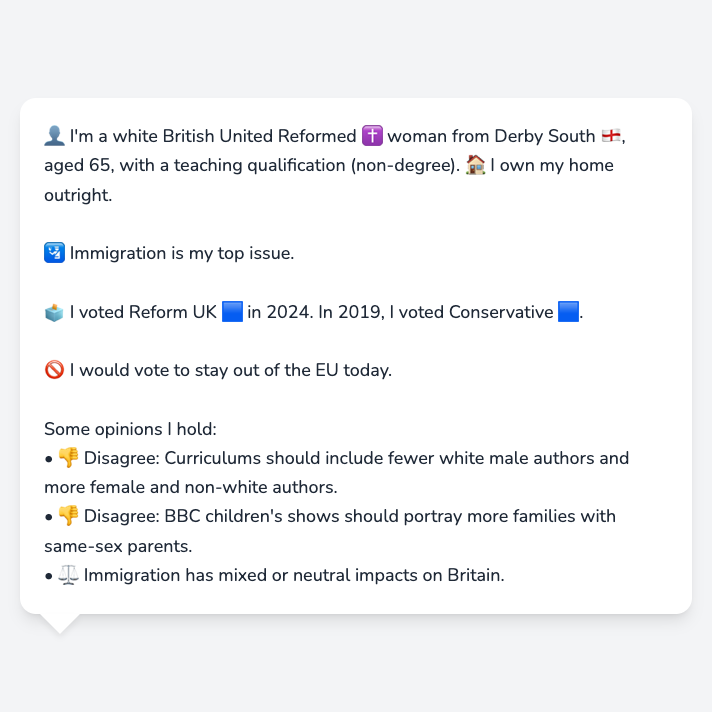 👤 I'm a white British United Reformed ✝️ woman from Derby South 🏴󠁧󠁢󠁥󠁮󠁧󠁿,
aged 65, with a teaching qualification (non-degree). 🏠 I own my home
outright.
🛂 Immigration is my top issue.
🗳️ I voted Reform UK 🟦 in 2024. In 2019, I voted Conservative 🟦.
🚫 I would vote to stay out of the EU today.
Some opinions I hold:
• 👎 Disagree: Curriculums should include fewer white male authors and
more female and non-white authors.
• 👎 Disagree: BBC children's shows should portray more families with
same-sex parents.
• ⚖️ Immigration has mixed or neutral impacts on Britain.